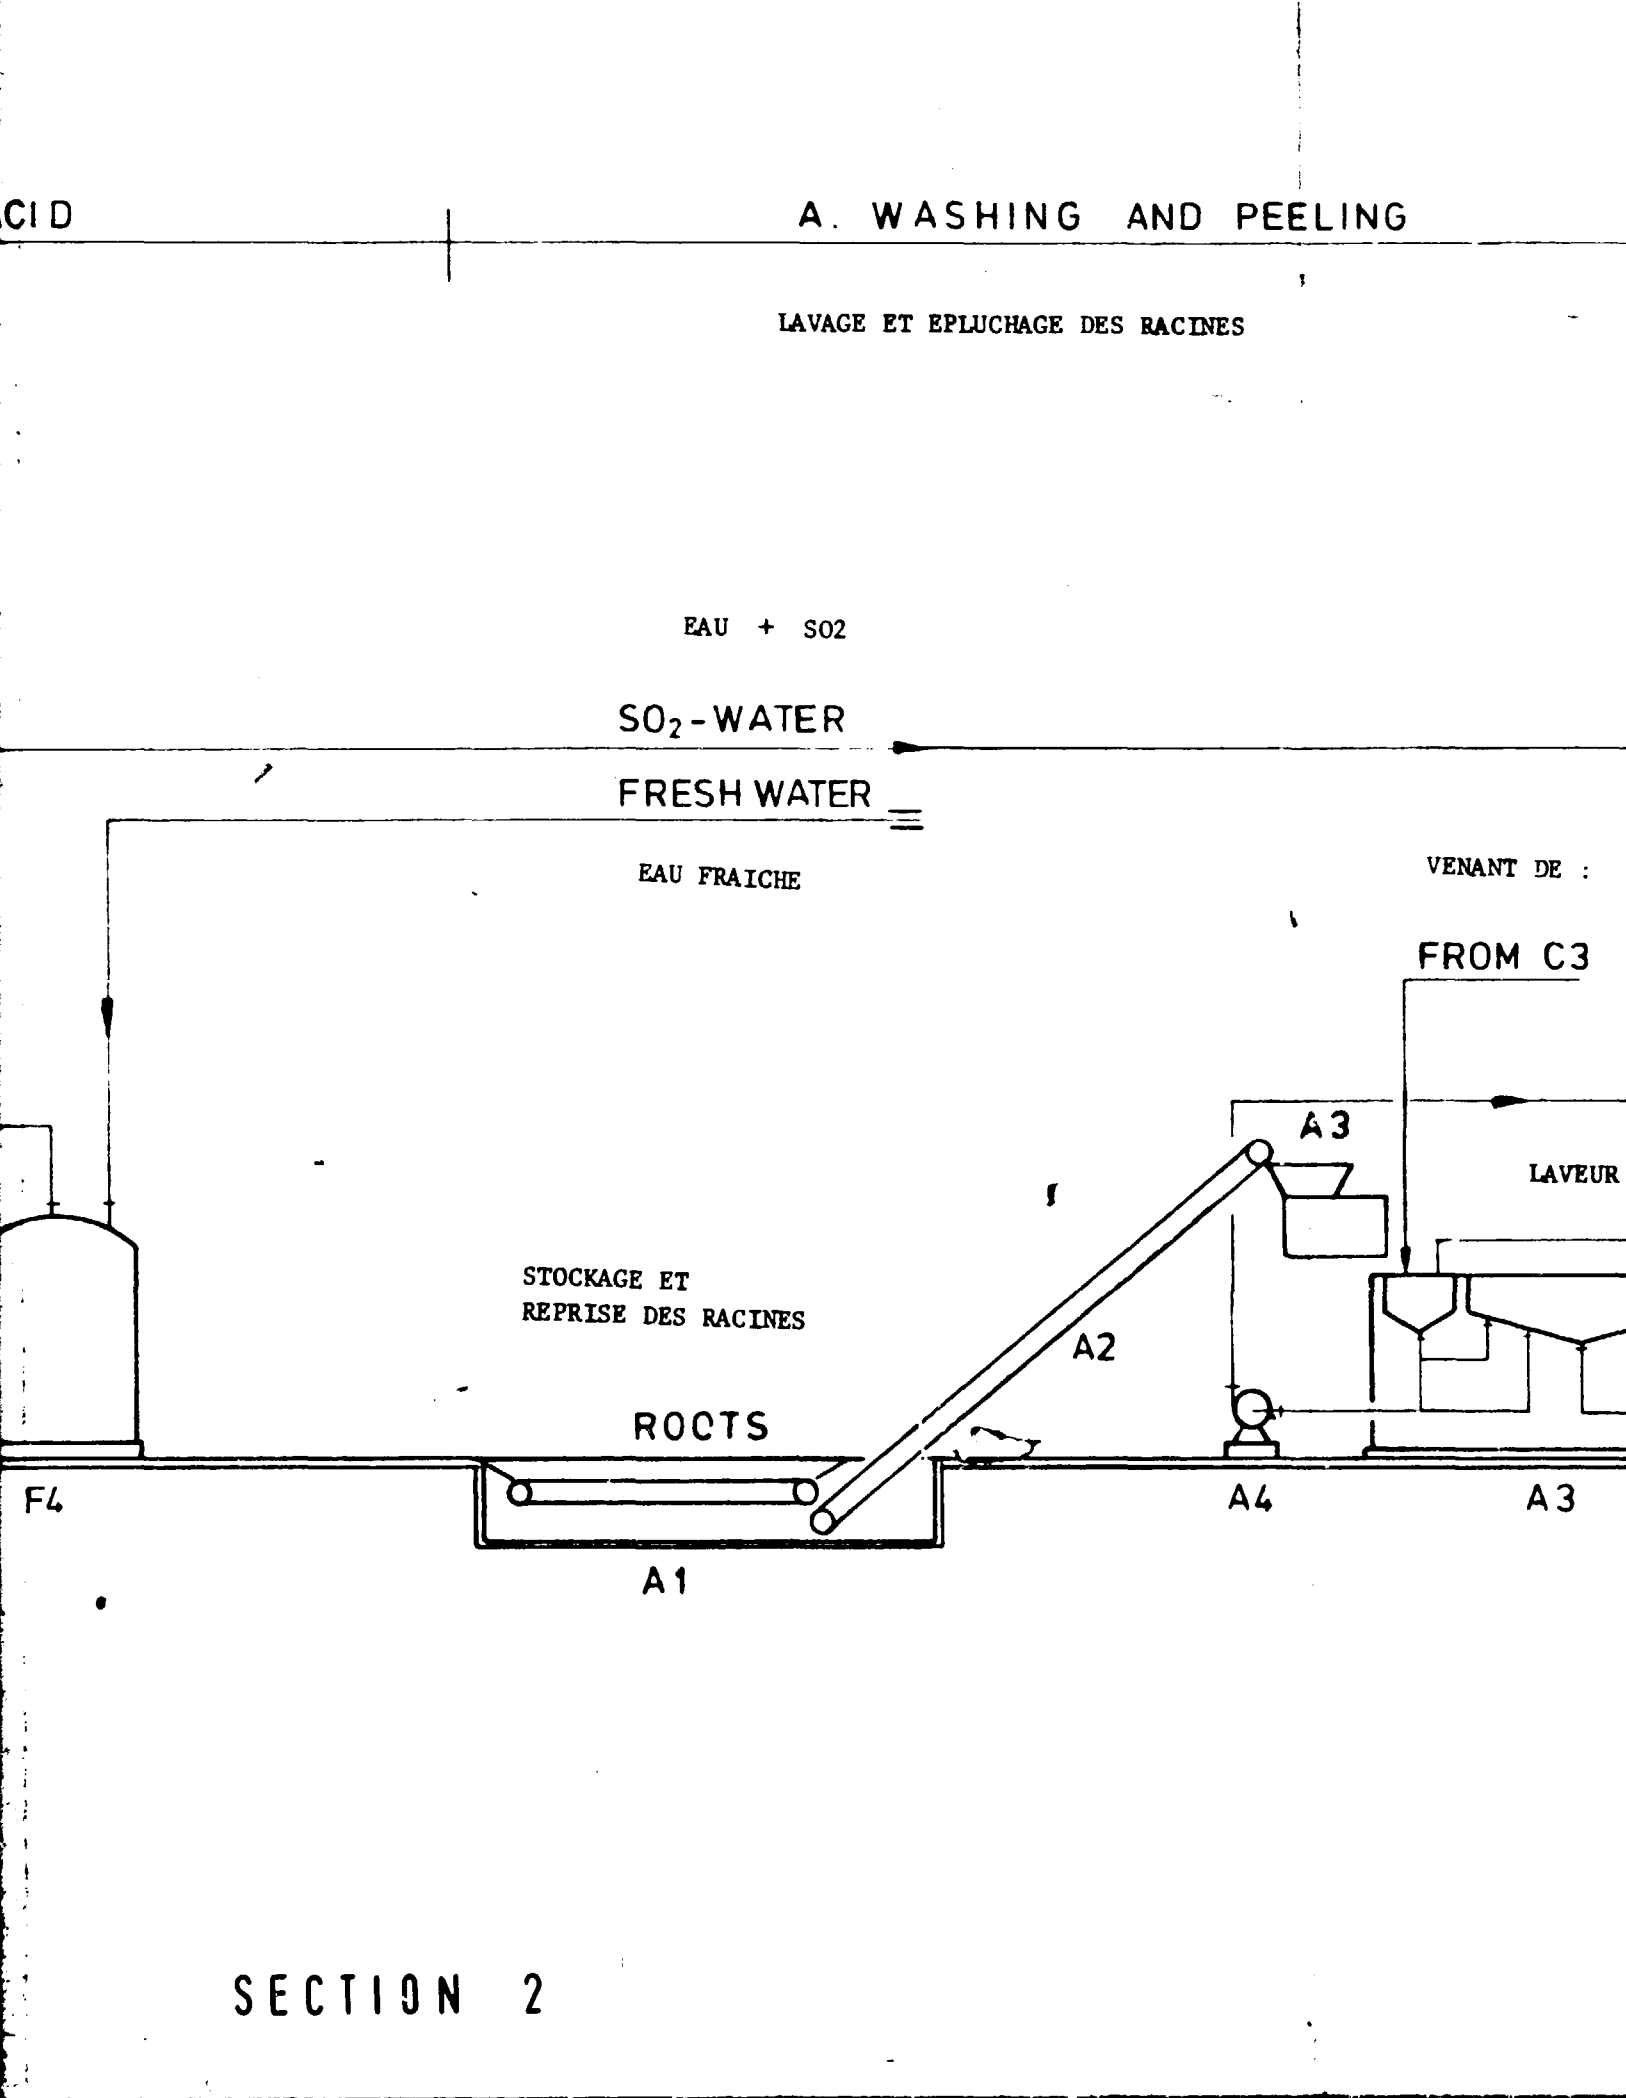 CID
A. WASHING AND PEELING
LAVAGE ET EPLUCHAGE DES RACINES
EAU + SO2
SO₂-WATER
FRESH WATER
EAU FRAICHE
VENANT DE :
FROM C3
A3
LAVEUR
STOCKAGE ET
REPRISE DES RACINES
A2
ROOTS
F4
A4
A3
A1
SECTION 2